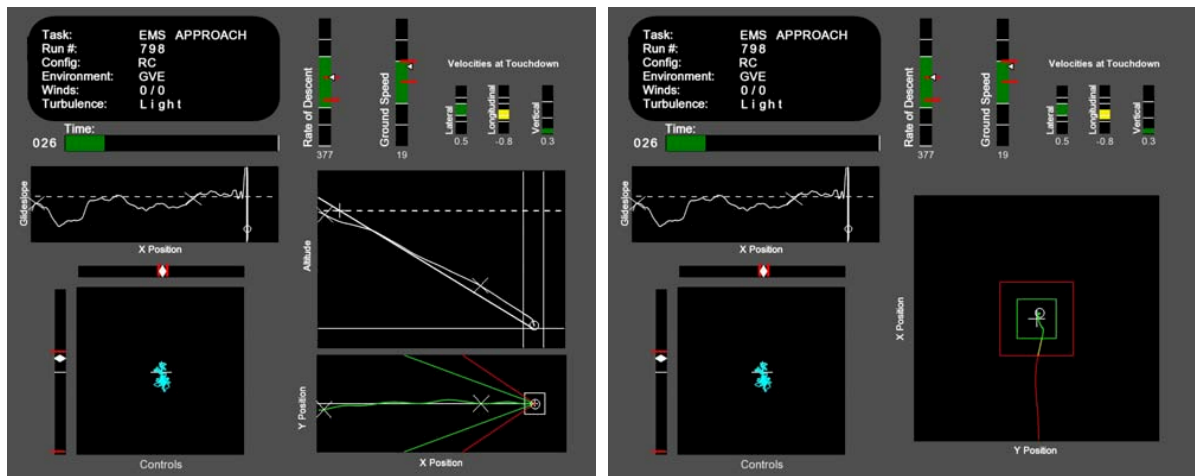 Task: EMS APPROACH
Run #: 798
Config: RC
Environment: GVE
Winds: 0 / 0
Turbulence: Light
Time:
026
Rate of Descent
377
Ground Speed
19
Velocities at Touchdown
Lateral
0.5
Longitudinal
-0.8
Vertical
0.3
Glideslope
X Position
Altitude
Y Position
X Position
Controls
Task: EMS APPROACH
Run #: 798
Config: RC
Environment: GVE
Winds: 0 / 0
Turbulence: Light
Time:
026
Rate of Descent
377
Ground Speed
19
Velocities at Touchdown
Lateral
0.5
Longitudinal
-0.8
Vertical
0.3
Glideslope
X Position
X Position
Y Position
Controls